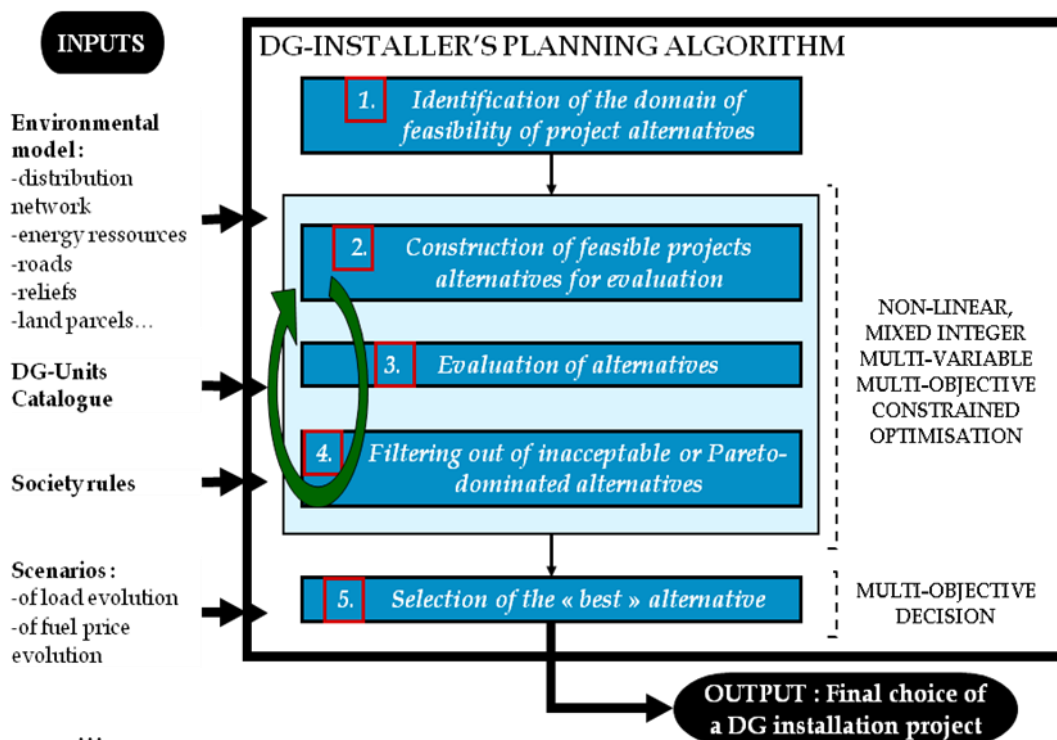 INPUTS
DG-INSTALLER'S PLANNING ALGORITHM
1. Identification of the domain of
feasibility of project alternatives
Environmental
model :
-distribution
network
-energy ressources
-roads
-reliefs
-land parcels…
2. Construction of feasible projects
alternatives for evaluation
3. Evaluation of alternatives
DG-Units
Catalogue
4. Filtering out of inacceptable or Pareto-
dominated alternatives
Society rules
NON-LINEAR,
MIXED INTEGER
MULTI-VARIABLE
MULTI-OBJECTIVE
CONSTRAINED
OPTIMISATION
Scenarios :
-of load evolution
-of fuel price
evolution
…
5. Selection of the « best » alternative
MULTI-OBJECTIVE
DECISION
OUTPUT : Final choice of
a DG installation project